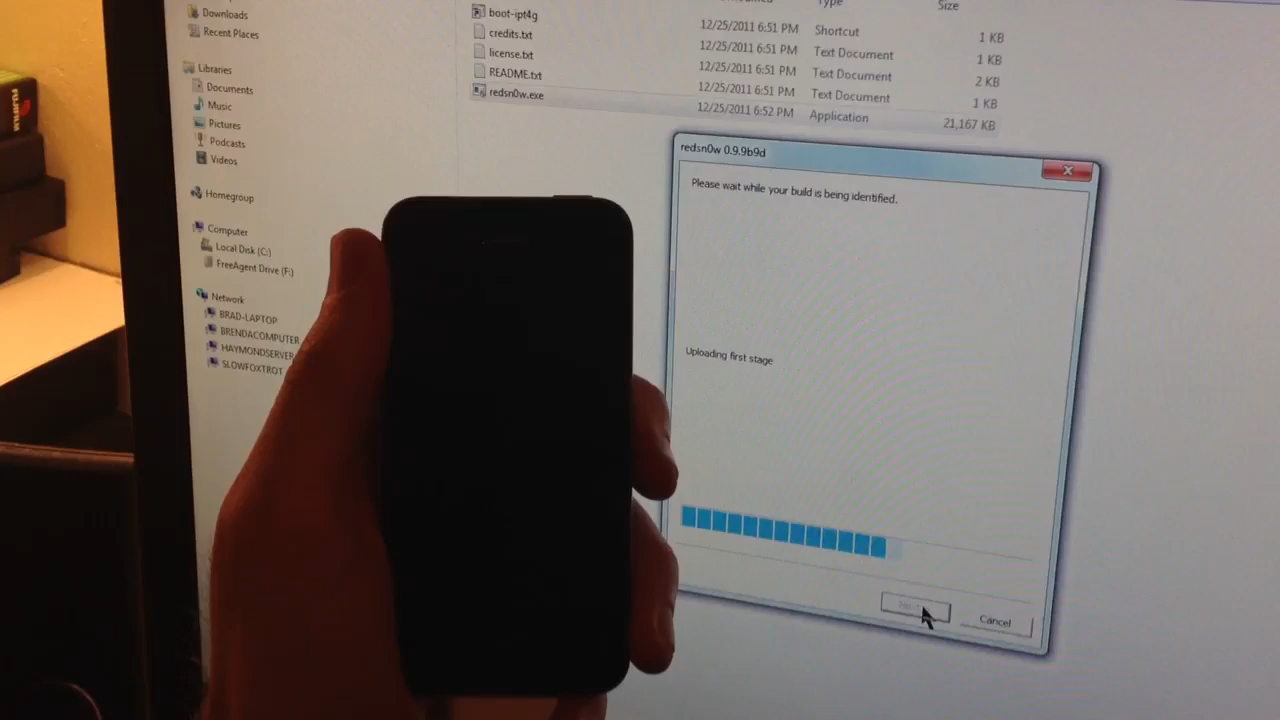 Type
Size
Downloads
Recent Places
Libraries
Documents
Music
Pictures
Podcasts
Videos
Homegroup
Computer
Local Disk (C:)
FreeAgent Drive (F:)
Network
BRAD-LAPTOP
BRENDACOMPUTER
HAYMONDSERVER
SLOWFOXTROT
boot-ipt4g 12/25/2011 6:51 PM Shortcut 1 KB
credits.txt 12/25/2011 6:51 PM Text Document 1 KB
license.txt 12/25/2011 6:51 PM Text Document 2 KB
README.txt 12/25/2011 6:51 PM Text Document 1 KB
redsn0w.exe 12/25/2011 6:52 PM Application 21,167 KB
redsn0w 0.9.9b9d
Please wait while your build is being identified.
Uploading first stage
Cancel
FUJIFILM